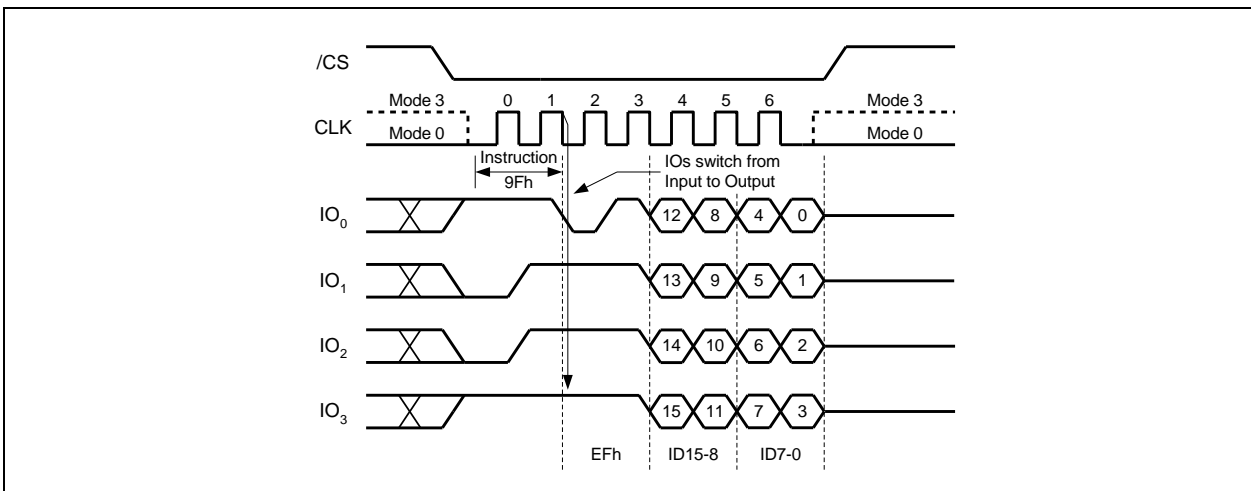 /CS
0 1 2 3 4 5 6
Mode 3 Mode 3
CLK
Mode 0 Mode 0
Instruction
9Fh
IOs switch from
Input to Output
IO0 12 8 4 0
IO1 13 9 5 1
IO2 14 10 6 2
IO3 15 11 7 3
EFh ID15-8 ID7-0